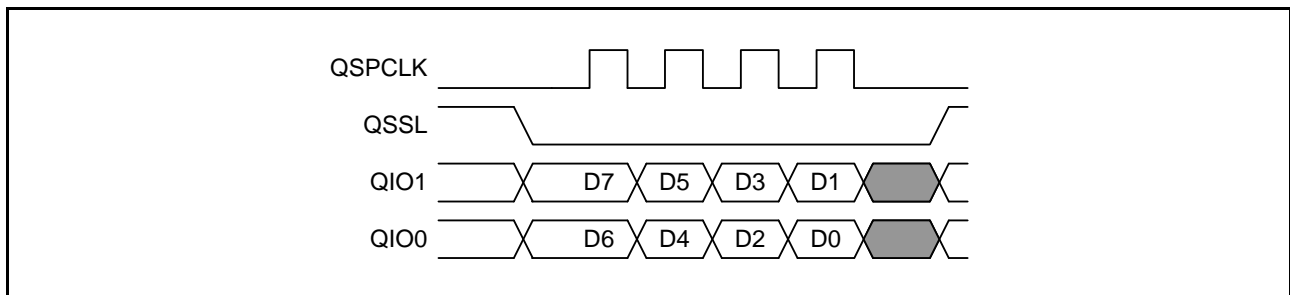 QSPCLK
QSSL
QIO1 D7 D5 D3 D1
QIO0 D6 D4 D2 D0